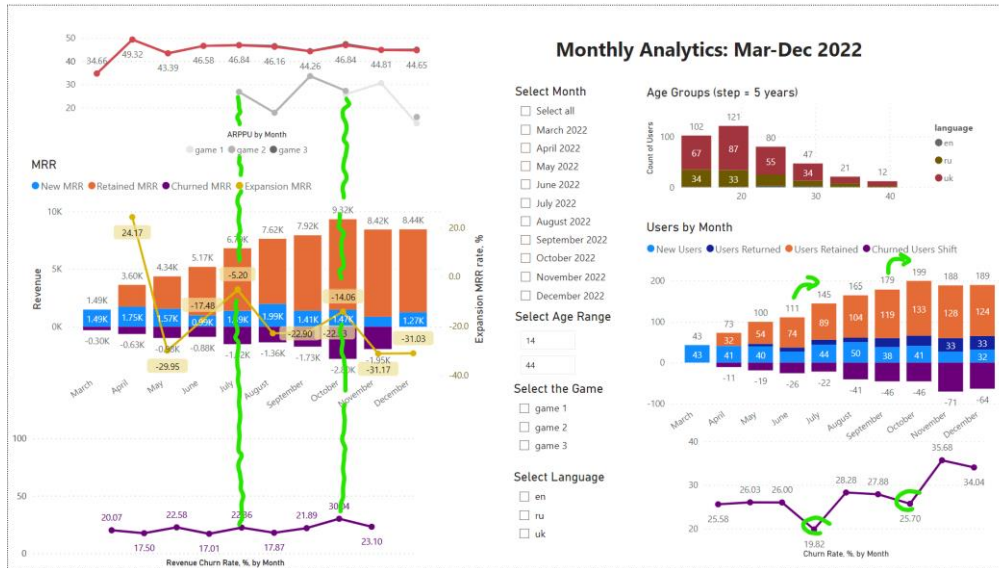 Monthly Analytics: Mar-Dec 2022
50
40
30
20
34.66
49.32
43.39
46.58
46.84
46.16
44.26
46.84
44.81
44.65
ARPPU by Month
game 1 game 2 game 3
MRR
New MRR Retained MRR Churned MRR Expansion MRR
Revenue
10K
5K
0K
1.49K
3.60K
4.34K
5.17K
7.62K
7.92K
9.32K
8.42K
8.44K
24.17
-29.95
-17.48
-5.20
-22.90
-14.06
-31.17
-31.03
1.49K
1.75K
1.57K
0.99K
1.99K
1.41K
1.47K
1.27K
-0.30K
-0.63K
-0.88K
-1.36K
-1.73K
-1.95K
Expansion MRR rate, %
20.0
0.0
-20.0
-40.0
March
April
May
June
July
August
September
October
November
December
100
50
0
20.07
17.50
22.58
17.01
22.36
17.87
21.89
30.04
23.10
Revenue Churn Rate, %, by Month
Select Month
Select all
March 2022
April 2022
May 2022
June 2022
July 2022
August 2022
September 2022
October 2022
November 2022
December 2022
Select Age Range
14
44
Select the Game
game 1
game 2
game 3
Select Language
en
ru
uk
Age Groups (step = 5 years)
Count of Users
100
0
102
121
80
47
21
12
67
87
55
34
34
33
20
30
40
language
en
ru
uk
Users by Month
New Users Users Returned Users Retained Churned Users Shift
200
100
0
-100
43
73
100
111
145
165
179
199
188
189
32
54
74
89
104
119
133
128
124
33
33
43
41
40
44
50
38
41
32
-11
-19
-26
-22
-41
-46
-46
-71
-64
March
April
May
June
July
August
September
October
November
December
40
30
20
25.58
26.03
26.00
19.82
28.28
27.88
25.70
35.68
34.04
Churn Rate, %, by Month